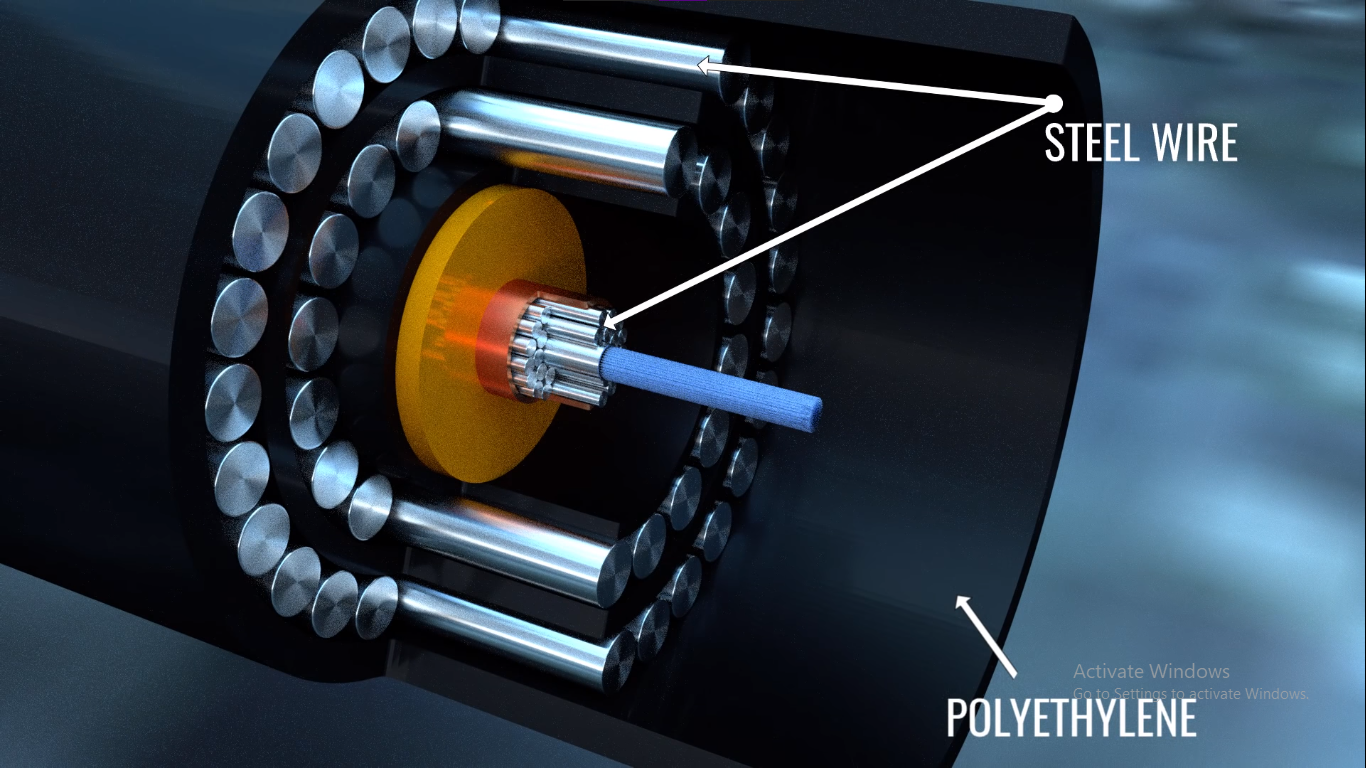 STEEL WIRE
Activate Windows
Go to Settings to activate Windows.
POLYETHYLENE